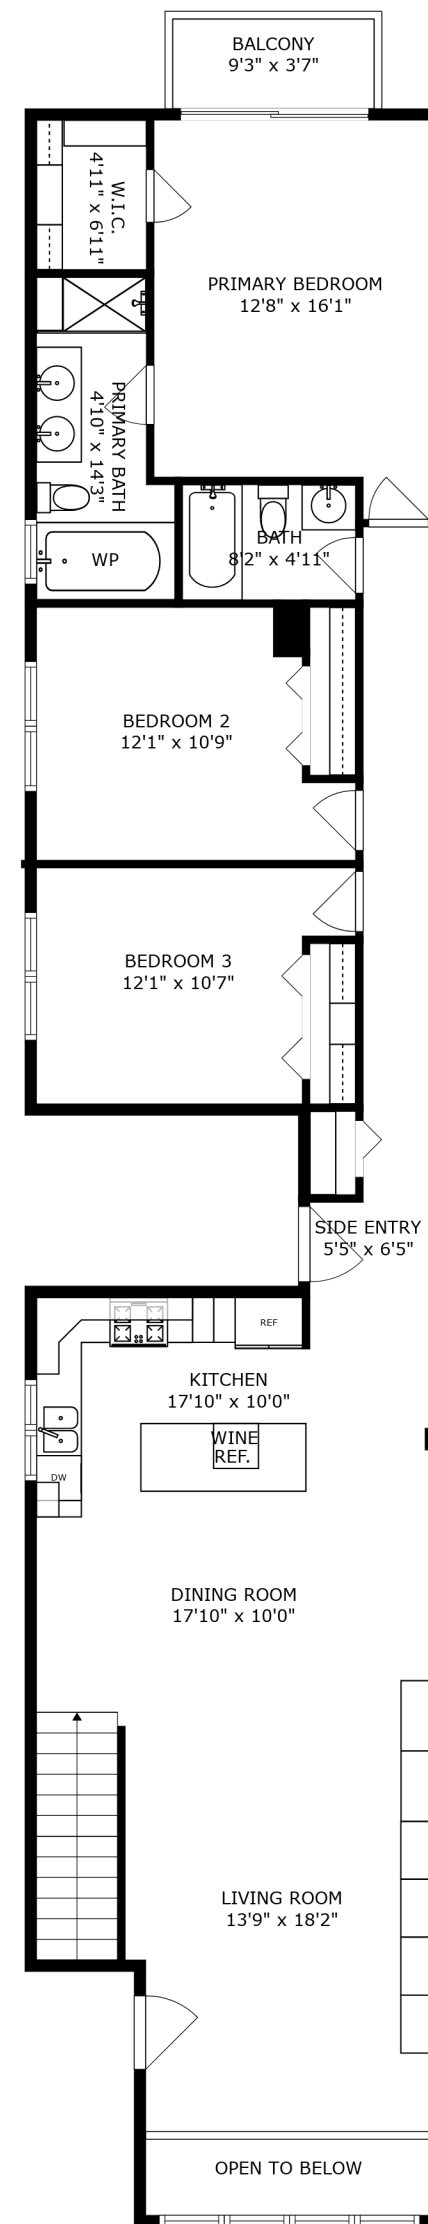 BALCONY
9'3" x 3'7"
W.I.C.
4'11" x 6'11"
PRIMARY BEDROOM
12'8" x 16'1"
PRIMARY BATH
4'10" x 14'3"
WP
BATH
8'2" x 4'11"
BEDROOM 2
12'1" x 10'9"
BEDROOM 3
12'1" x 10'7"
SIDE ENTRY
5'5" x 6'5"
REF
KITCHEN
17'10" x 10'0"
WINE
REF.
DW
DINING ROOM
17'10" x 10'0"
LIVING ROOM
13'9" x 18'2"
OPEN TO BELOW